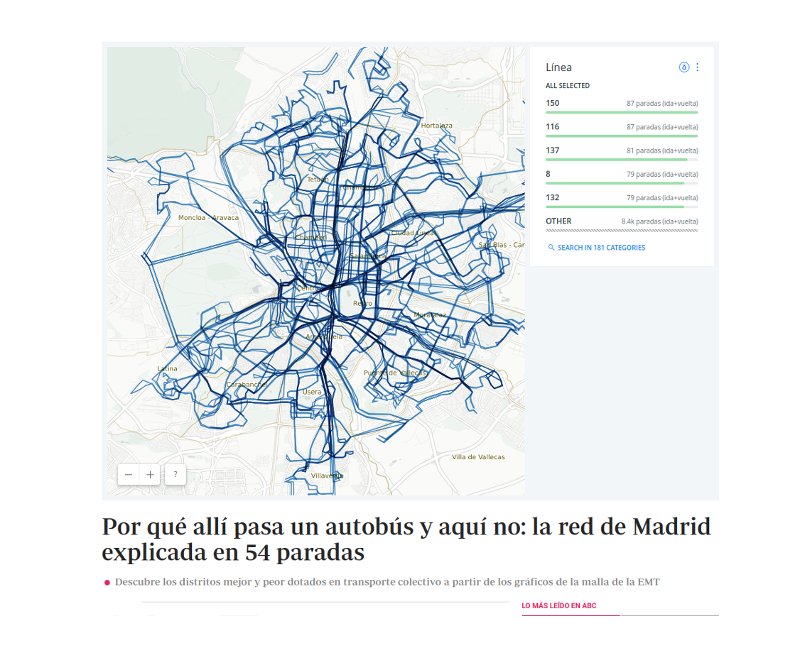 Línea
ALL SELECTED
150 87 paradas (ida+vuelta)
116 87 paradas (ida+vuelta)
137 81 paradas (ida+vuelta)
8 79 paradas (ida+vuelta)
132 79 paradas (ida+vuelta)
OTHER 8.4k paradas (ida+vuelta)
SEARCH IN 181 CATEGORIES
Hortaleza
Tetuán
Moncloa - Aravaca
Ciudad Lineal
San Blas - Can
Retiro
Moratalaz
Latina
Carabanchel
Puente de Vallecas
Usera
Villa de Vallecas
Villaverde
− + ?
Por qué allí pasa un autobús y aquí no: la red de Madrid
explicada en 54 paradas
Descubre los distritos mejor y peor dotados en transporte colectivo a partir de los gráficos de la malla de la EMT
LO MÁS LEÍDO EN ABC